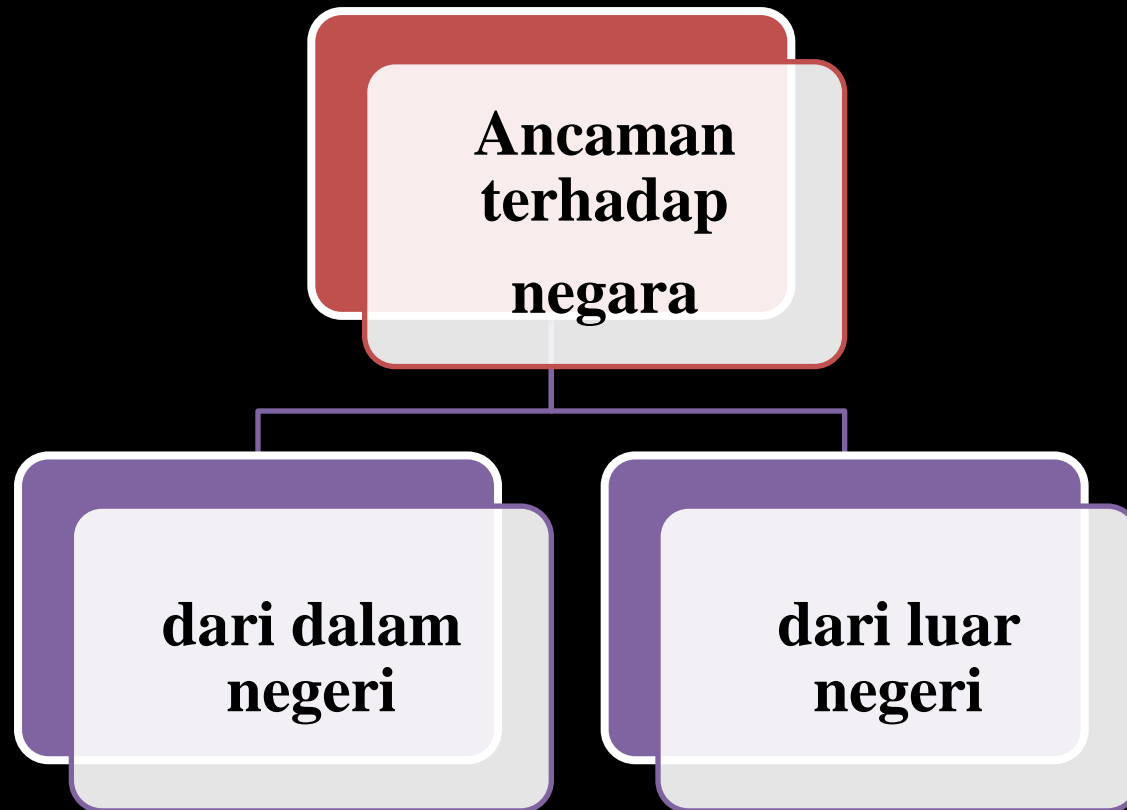 Ancaman
terhadap
negara
dari dalam
negeri
dari luar
negeri